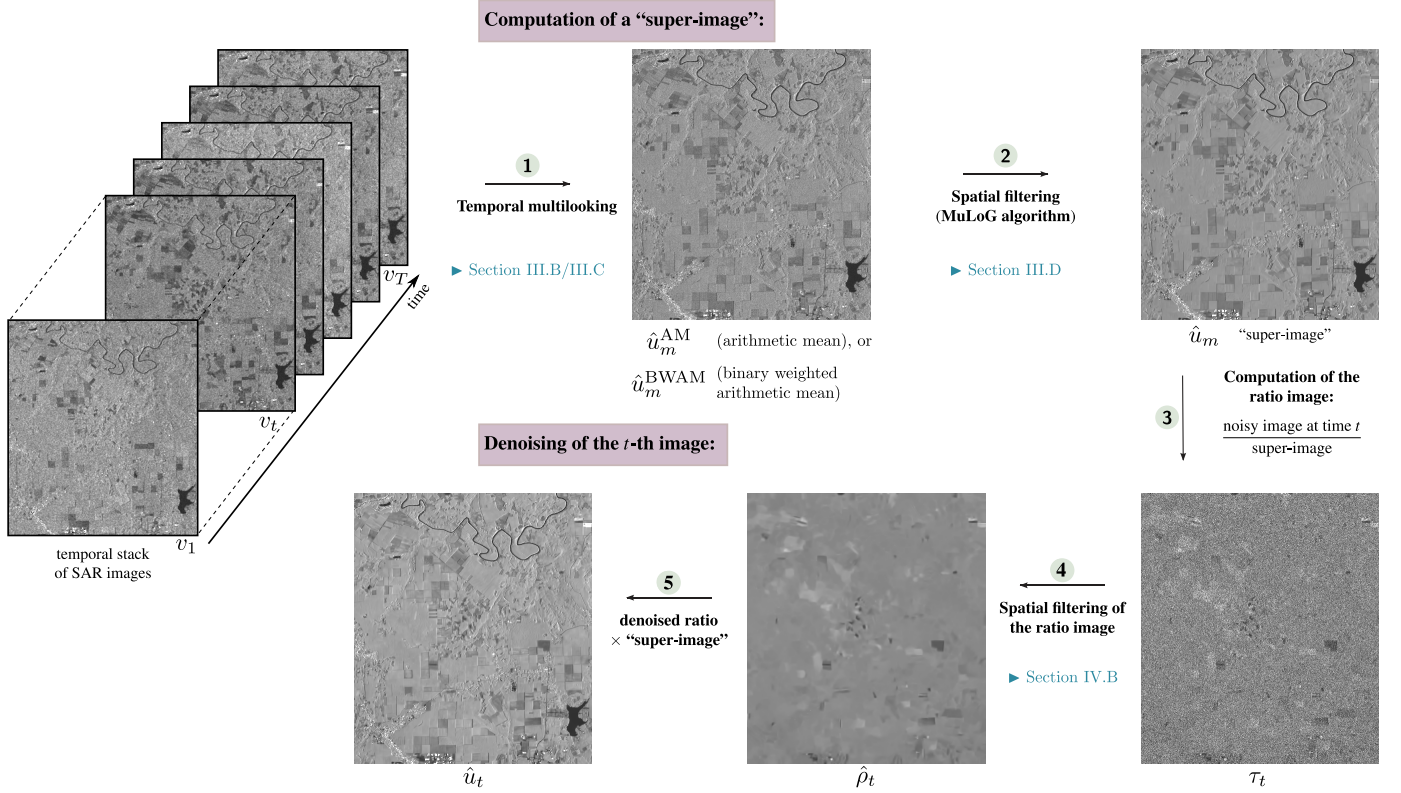 Computation of a “super-image”:
1
Temporal multilooking
► Section III.B/III.C
2
Spatial filtering
(MuLoG algorithm)
► Section III.D
v_T
time
v_t
v_1
temporal stack
of SAR images
û_m^AM (arithmetic mean), or
û_m^BWAM (binary weighted
arithmetic mean)
û_m “super-image”
3
Computation of the
ratio image:
noisy image at time t
super-image
Denoising of the t-th image:
5
denoised ratio
× “super-image”
4
Spatial filtering of
the ratio image
► Section IV.B
û_t
ρ̂_t
τ_t